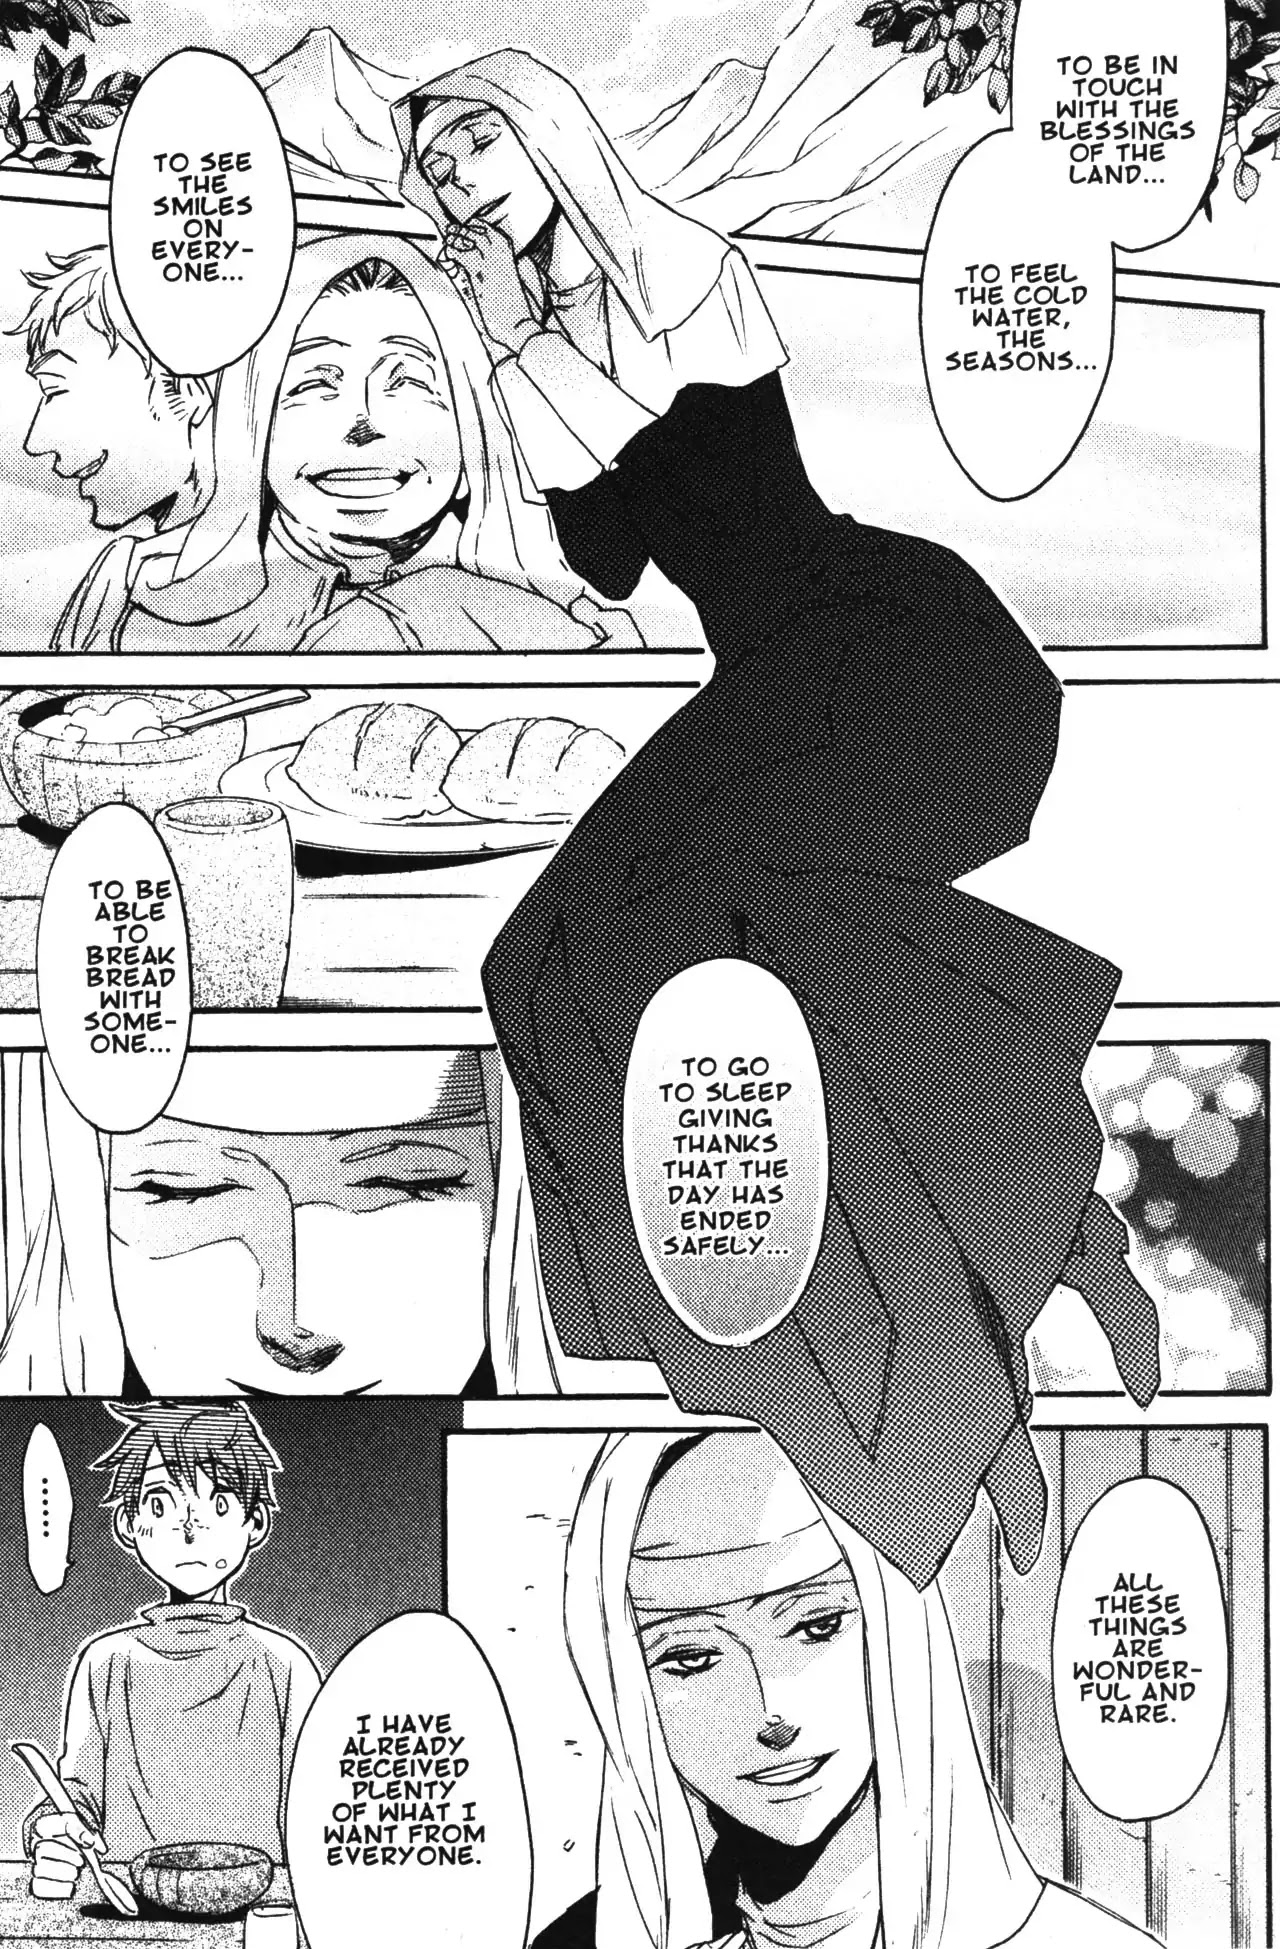 TO BE IN
TOUCH
WITH THE
BLESSINGS
OF THE
LAND...
TO FEEL
THE COLD
WATER,
THE
SEASONS...
TO SEE
THE
SMILES
ON
EVERY-
ONE...
TO BE
ABLE
TO
BREAK
BREAD
WITH
SOME-
ONE...
TO GO
TO SLEEP
GIVING
THANKS
THAT THE
DAY HAS
ENDED
SAFELY...
ALL
THESE
THINGS
ARE
WONDER-
FUL AND
RARE.
I HAVE
ALREADY
RECEIVED
PLENTY
OF WHAT I
WANT FROM
EVERYONE.
......